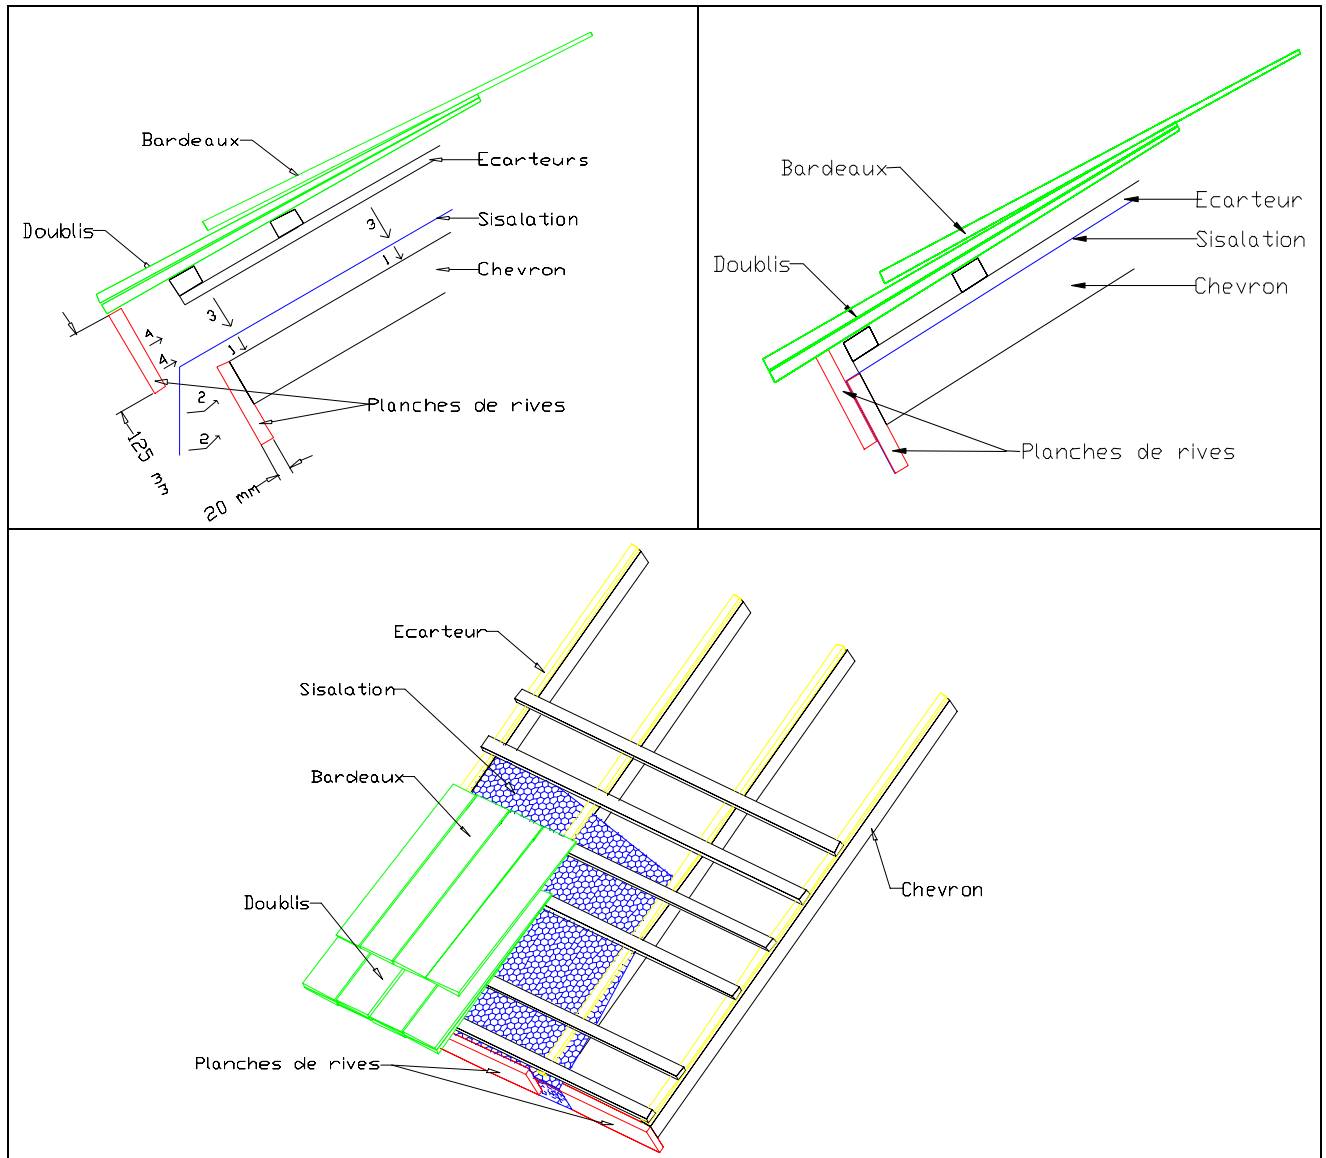 Bardeaux
Ecarteurs
Sisalation
Doublis
Chevron
3
1
3
4
1
4
2
2
Planches de rives
125 mm
20 mm
Bardeaux
Ecarteur
Sisalation
Doublis
Chevron
Planches de rives
Ecarteur
Sisalation
Bardeaux
Chevron
Doublis
Planches de rives